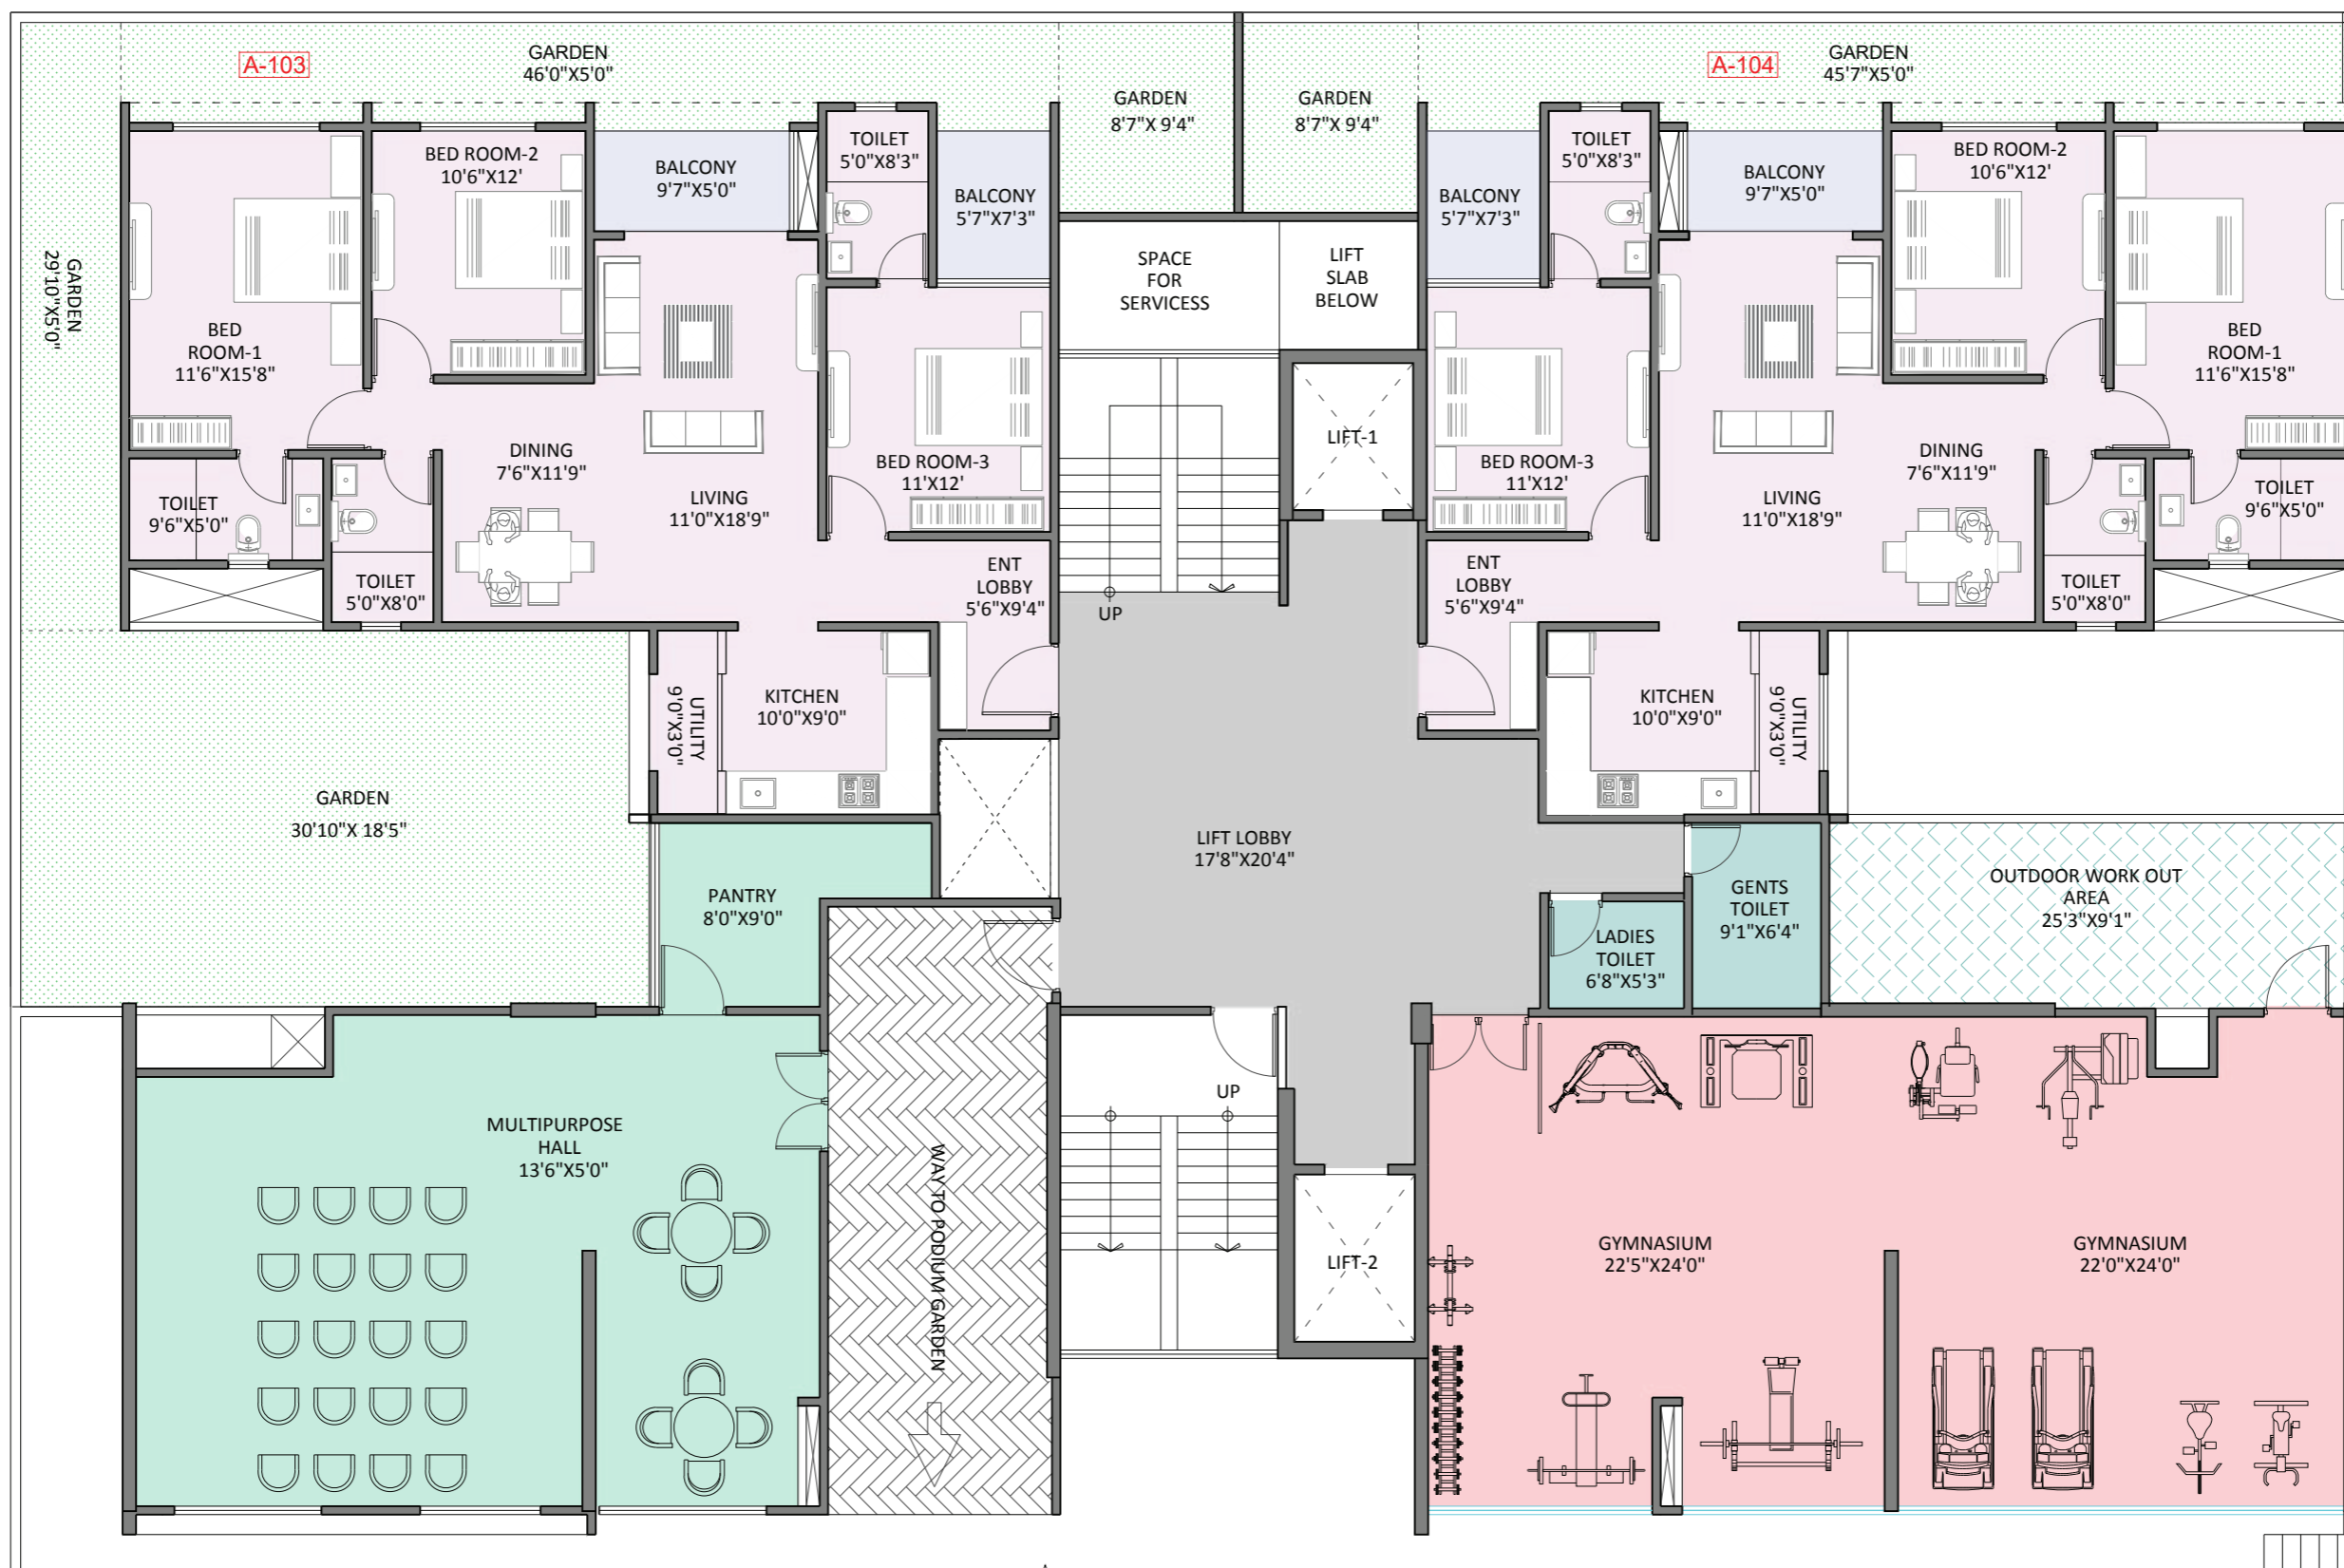 A-103
GARDEN
46'0"X5'0"
A-104
GARDEN
45'7"X5'0"
GARDEN
8'7"X 9'4"
GARDEN
8'7"X 9'4"
BED ROOM-2
10'6"X12'
BALCONY
9'7"X5'0"
TOILET
5'0"X8'3"
BALCONY
5'7"X7'3"
BALCONY
5'7"X7'3"
TOILET
5'0"X8'3"
BALCONY
9'7"X5'0"
BED ROOM-2
10'6"X12'
GARDEN
29'10"X5'0"
SPACE
FOR
SERVICESS
LIFT
SLAB
BELOW
BED
ROOM-1
11'6"X15'8"
BED
ROOM-1
11'6"X15'8"
LIFT-1
DINING
7'6"X11'9"
LIVING
11'0"X18'9"
BED ROOM-3
11'X12'
BED ROOM-3
11'X12'
LIVING
11'0"X18'9"
DINING
7'6"X11'9"
TOILET
9'6"X5'0"
TOILET
9'6"X5'0"
TOILET
5'0"X8'0"
ENT
LOBBY
5'6"X9'4"
UP
ENT
LOBBY
5'6"X9'4"
TOILET
5'0"X8'0"
UTILITY
9'0"X3'0"
KITCHEN
10'0"X9'0"
KITCHEN
10'0"X9'0"
UTILITY
9'0"X3'0"
GARDEN
30'10"X 18'5"
LIFT LOBBY
17'8"X20'4"
PANTRY
8'0"X9'0"
GENTS
TOILET
9'1"X6'4"
OUTDOOR WORK OUT
AREA
25'3"X9'1"
LADIES
TOILET
6'8"X5'3"
UP
MULTIPURPOSE
HALL
13'6"X5'0"
WAY TO PODIUM GARDEN
LIFT-2
GYMNASIUM
22'5"X24'0"
GYMNASIUM
22'0"X24'0"